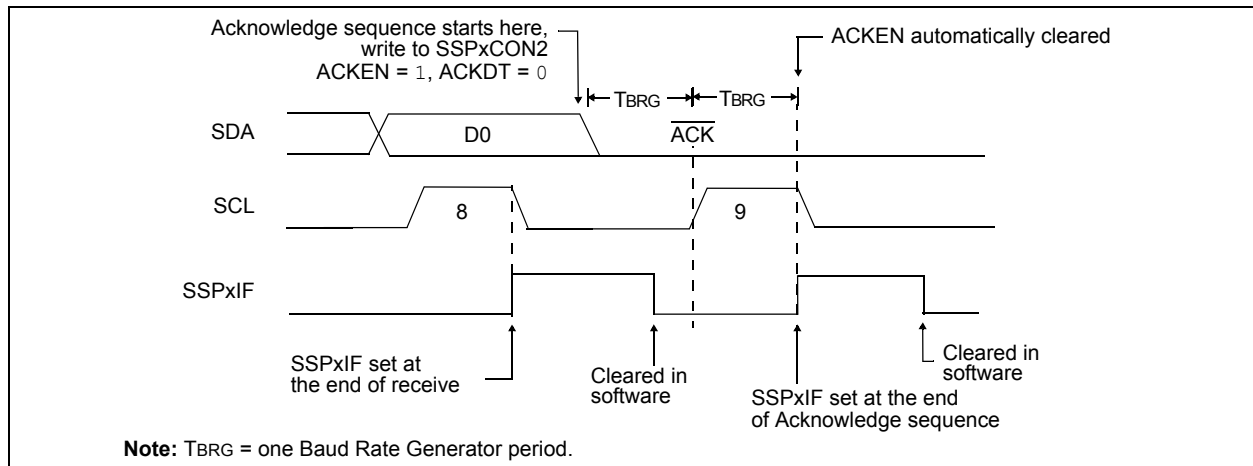 Acknowledge sequence starts here,
write to SSPxCON2
ACKEN = 1, ACKDT = 0
ACKEN automatically cleared
TBRG
TBRG
SDA
D0
ACK
SCL
8
9
SSPxIF
SSPxIF set at
the end of receive
Cleared in
software
SSPxIF set at the end
of Acknowledge sequence
Cleared in
software
Note: TBRG = one Baud Rate Generator period.